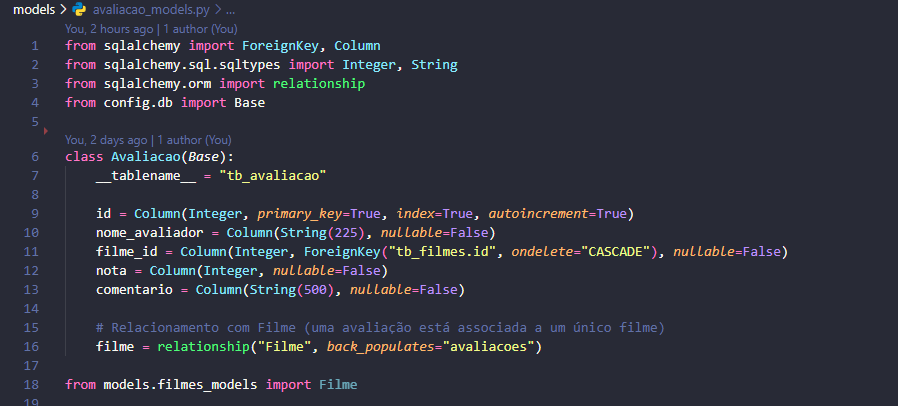 models > avaliacao_models.py > ...
You, 2 hours ago | 1 author (You)
1 from sqlalchemy import ForeignKey, Column
2 from sqlalchemy.sql.sqltypes import Integer, String
3 from sqlalchemy.orm import relationship
4 from config.db import Base
5
You, 2 days ago | 1 author (You)
6 class Avaliacao(Base):
7     __tablename__ = "tb_avaliacao"
8
9     id = Column(Integer, primary_key=True, index=True, autoincrement=True)
10     nome_avaliador = Column(String(225), nullable=False)
11     filme_id = Column(Integer, ForeignKey("tb_filmes.id", ondelete="CASCADE"), nullable=False)
12     nota = Column(Integer, nullable=False)
13     comentario = Column(String(500), nullable=False)
14
15     # Relacionamento com Filme (uma avaliação está associada a um único filme)
16     filme = relationship("Filme", back_populates="avaliacoes")
17
18 from models.filmes_models import Filme
19